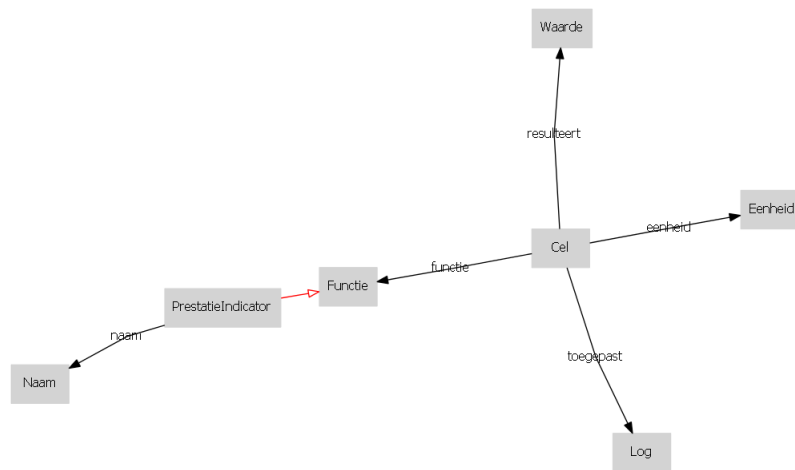 Waarde
resulteert
Eenheid
eenheid
Cel
functie
Functie
PrestatieIndicator
naam
toegepast
Naam
Log